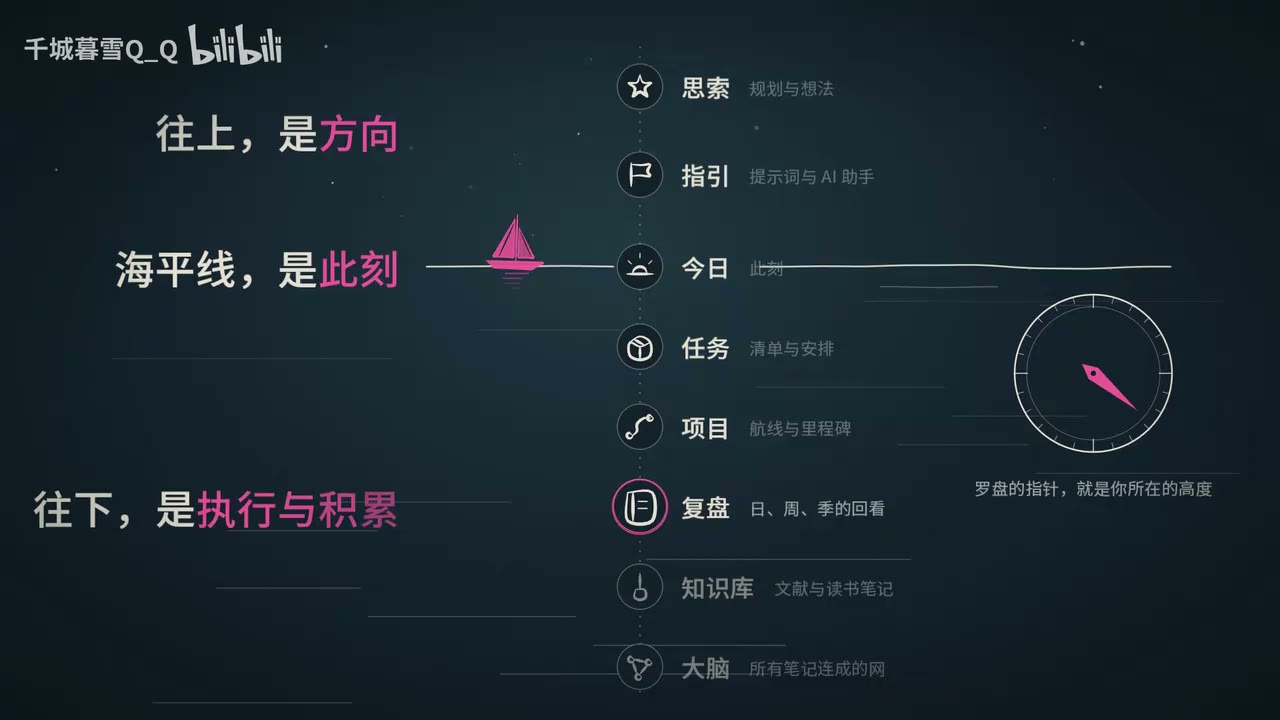 千城暮雪Q_Q bilibili
往上，是方向
海平线，是此刻
往下，是执行与积累
思索 规划与想法
指引 提示词与 AI 助手
今日 此刻
任务 清单与安排
项目 航线与里程碑
复盘 日、周、季的回看
知识库 文献与读书笔记
大脑 所有笔记连成的网
罗盘的指针，就是你所在的高度